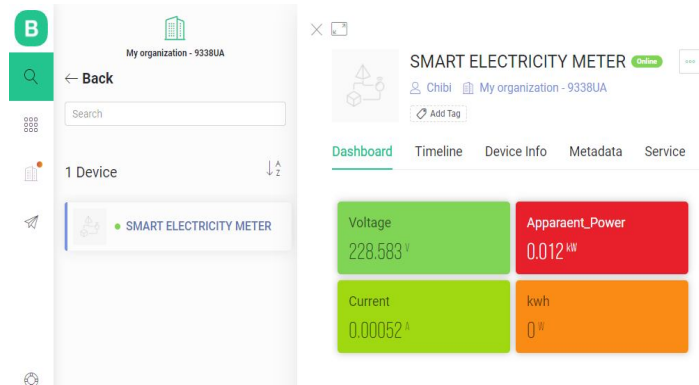 B
My organization - 9338UA
← Back
Search
1 Device
A
Z
SMART ELECTRICITY METER
SMART ELECTRICITY METER Online
Chibi My organization - 9338UA
Add Tag
Dashboard Timeline Device Info Metadata Service
Voltage
228.583 V
Apparaent_Power
0.012 kW
Current
0.00052 A
kwh
0 W